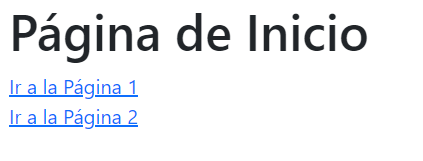 Página de Inicio
Ir a la Página 1
Ir a la Página 2